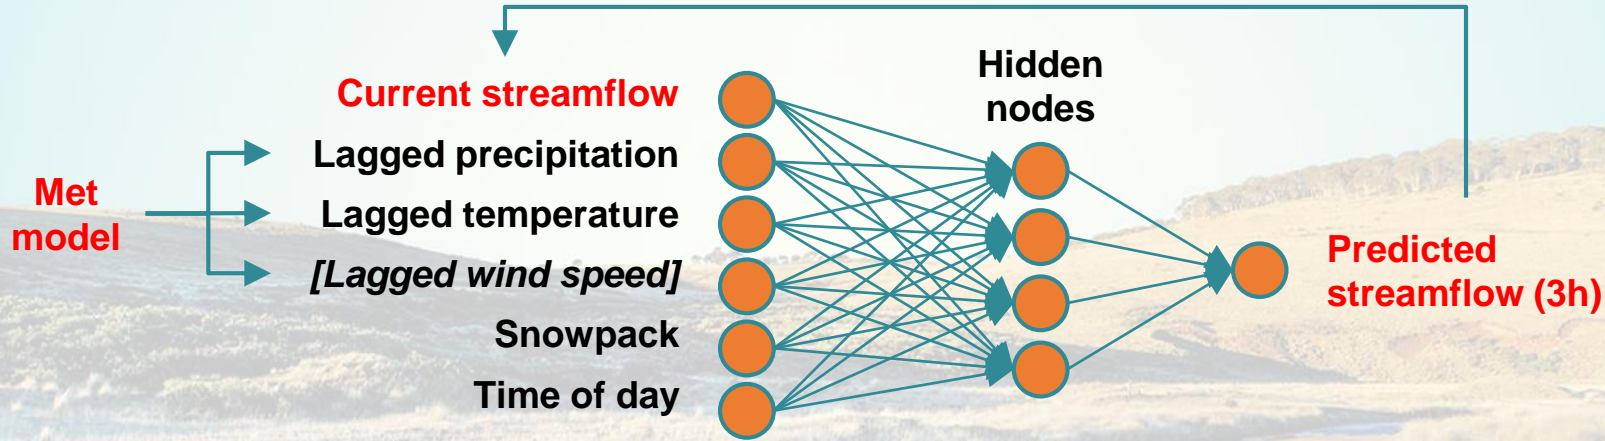 Hidden
nodes
Current streamflow
Lagged precipitation
Met
model
Lagged temperature
[Lagged wind speed]
Snowpack
Time of day
Predicted
streamflow (3h)